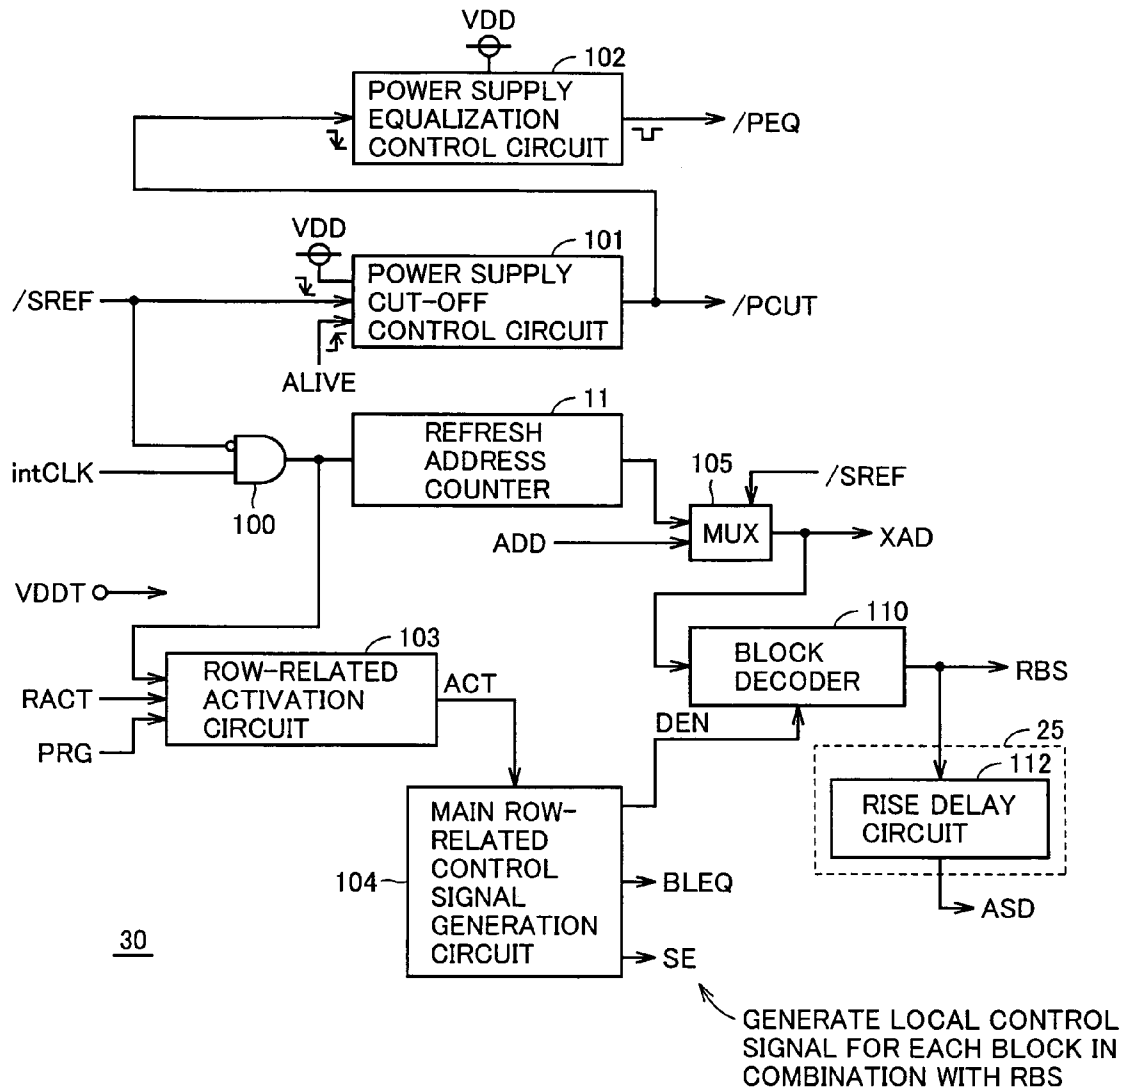 VDD
102
POWER SUPPLY
EQUALIZATION
CONTROL CIRCUIT
/PEQ
VDD
101
POWER SUPPLY
CUT-OFF
CONTROL CIRCUIT
/SREF
/PCUT
ALIVE
11
REFRESH
ADDRESS
COUNTER
intCLK
100
105
/SREF
MUX
ADD
XAD
VDDT
110
BLOCK
DECODER
RBS
103
ROW-RELATED
ACTIVATION
CIRCUIT
ACT
RACT
PRG
DEN
25
112
RISE DELAY
CIRCUIT
ASD
MAIN ROW-
RELATED
CONTROL
SIGNAL
GENERATION
CIRCUIT
104
BLEQ
SE
30
GENERATE LOCAL CONTROL
SIGNAL FOR EACH BLOCK IN
COMBINATION WITH RBS